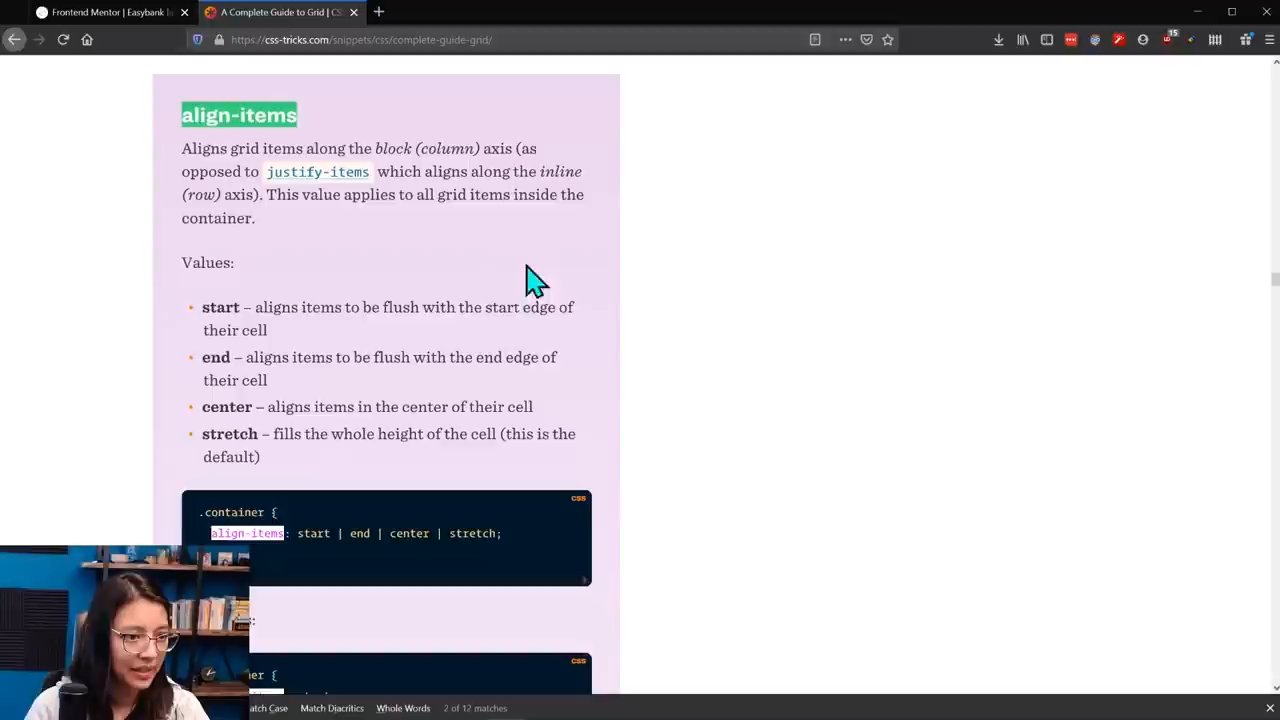 Frontend Mentor | Easybank
A Complete Guide to Grid | CS
https://css-tricks.com/snippets/css/complete-guide-grid/
15
align-items
Aligns grid items along the block (column) axis (as
opposed to justify-items which aligns along the inline
(row) axis). This value applies to all grid items inside the
container.
Values:
start – aligns items to be flush with the start edge of
their cell
end – aligns items to be flush with the end edge of
their cell
center – aligns items in the center of their cell
stretch – fills the whole height of the cell (this is the
default)
css
.container {
align-items: start | end | center | stretch;
css
er {
atch Case Match Diacritics Whole Words 2 of 12 matches